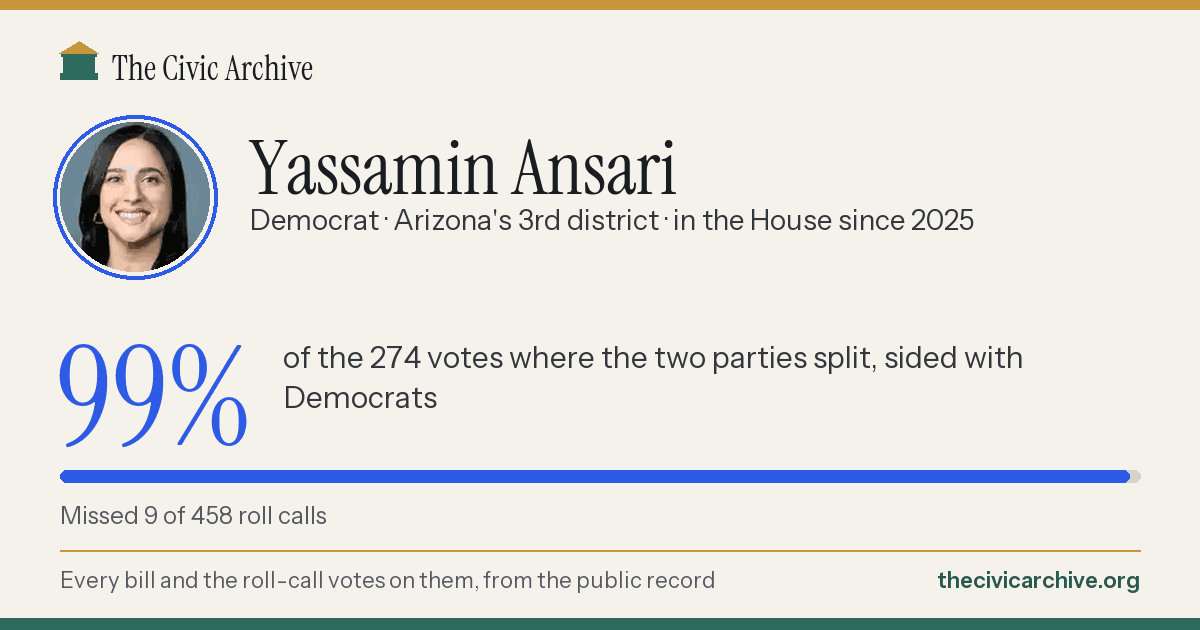 The Civic Archive
Yassamin Ansari
Democrat · Arizona's 3rd district · in the House since 2025
99%
of the 274 votes where the two parties split, sided with
Democrats
Missed 9 of 458 roll calls
Every bill and the roll-call votes on them, from the public record
thecivicarchive.org